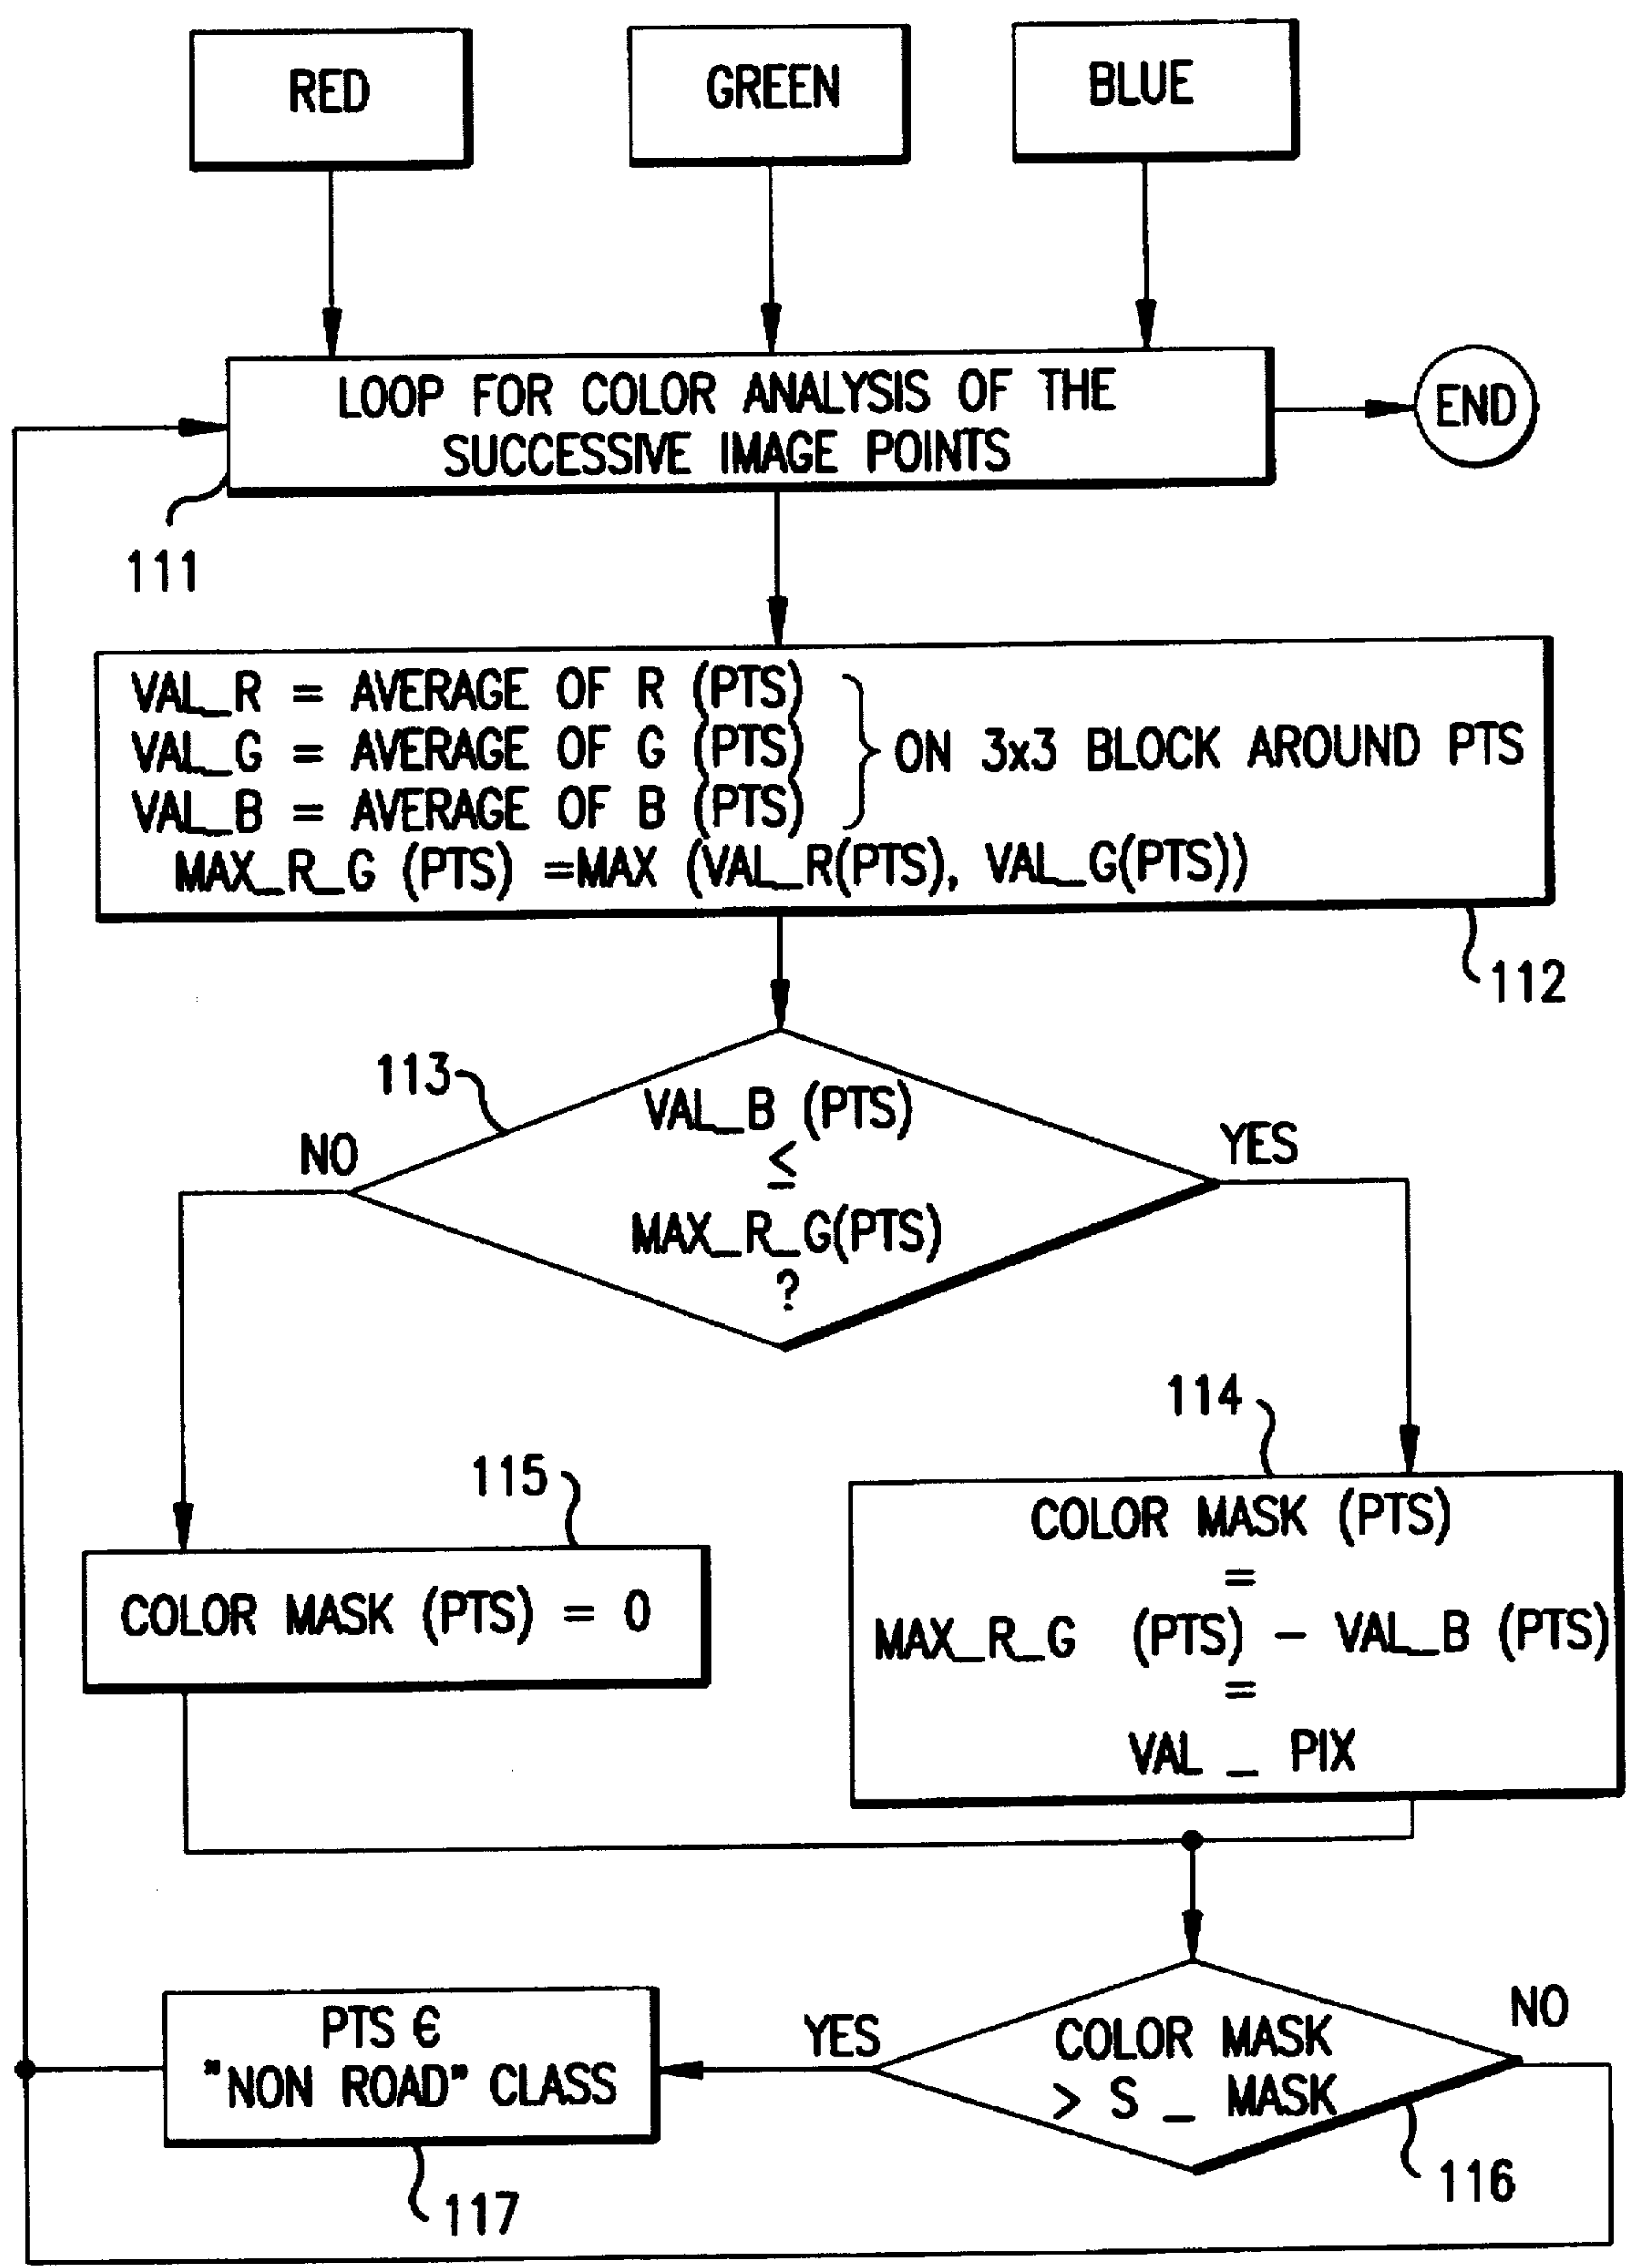 RED
GREEN
BLUE
LOOP FOR COLOR ANALYSIS OF THE
SUCCESSIVE IMAGE POINTS
END
111
VAL_R = AVERAGE OF R (PTS)
VAL_G = AVERAGE OF G (PTS)
VAL_B = AVERAGE OF B (PTS)
ON 3x3 BLOCK AROUND PTS
MAX_R_G (PTS) =MAX (VAL_R(PTS), VAL_G(PTS))
112
113
VAL_B (PTS)
≤
MAX_R_G(PTS)
?
NO
YES
114
115
COLOR MASK (PTS) = 0
COLOR MASK (PTS)
=
MAX_R_G (PTS) - VAL_B (PTS)
=
VAL _ PIX
PTS ∈
"NON ROAD" CLASS
YES
COLOR MASK
> S _ MASK
NO
116
117